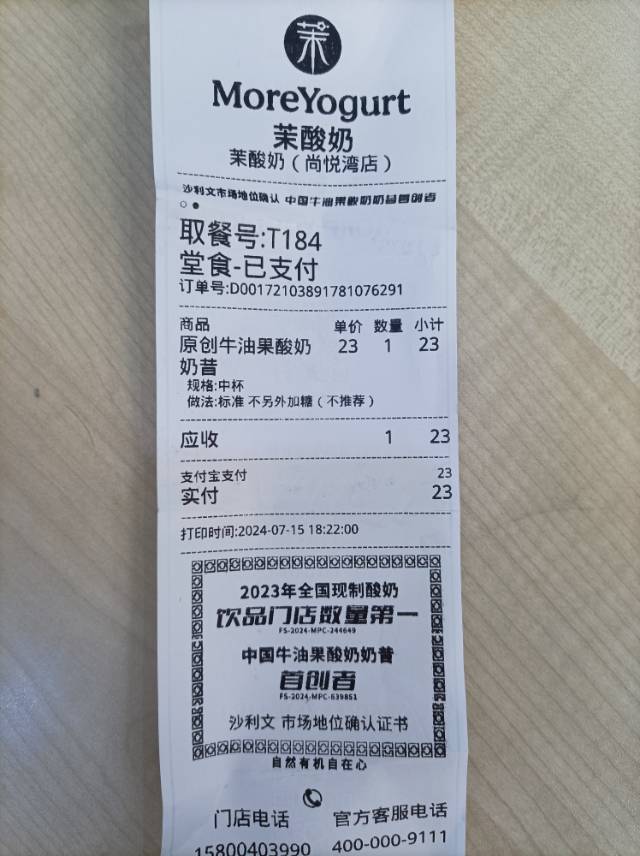 茉
MoreYogurt
茉酸奶
茉酸奶（尚悦湾店）
沙利文市场地位确认 中国牛油果酸奶奶昔首创者
取餐号:T184
堂食-已支付
订单号:D00172103891781076291
商品 单价 数量 小计
原创牛油果酸奶 23 1 23
奶昔
规格:中杯
做法:标准 不另外加糖（不推荐）
应收 1 23
支付宝支付 23
实付 23
打印时间:2024-07-15 18:22:00
2023年全国现制酸奶
饮品门店数量第一
FS-2024-MPC-244649
中国牛油果酸奶奶昔
首创者
FS-2024-MPC-639851
沙利文 市场地位确认证书
自然有机自在心
门店电话 官方客服电话
15800403990 400-000-9111